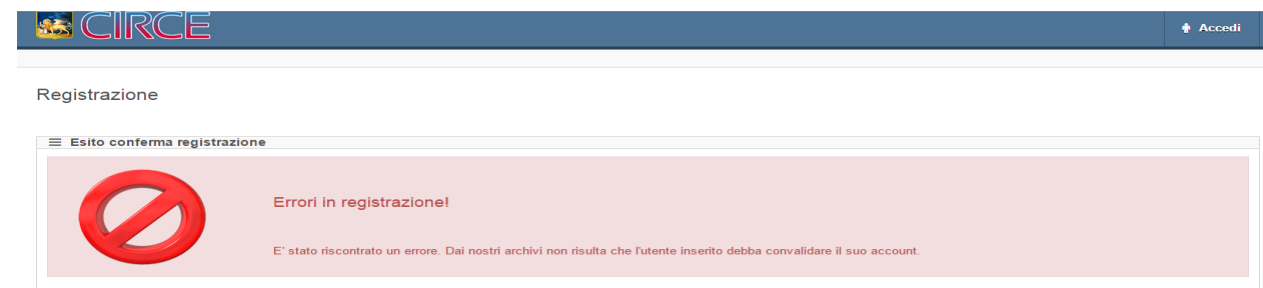 CIRCE
Accedi
Registrazione
Esito conferma registrazione
Errori in registrazione!
E' stato riscontrato un errore. Dai nostri archivi non risulta che l'utente inserito debba convalidare il suo account.